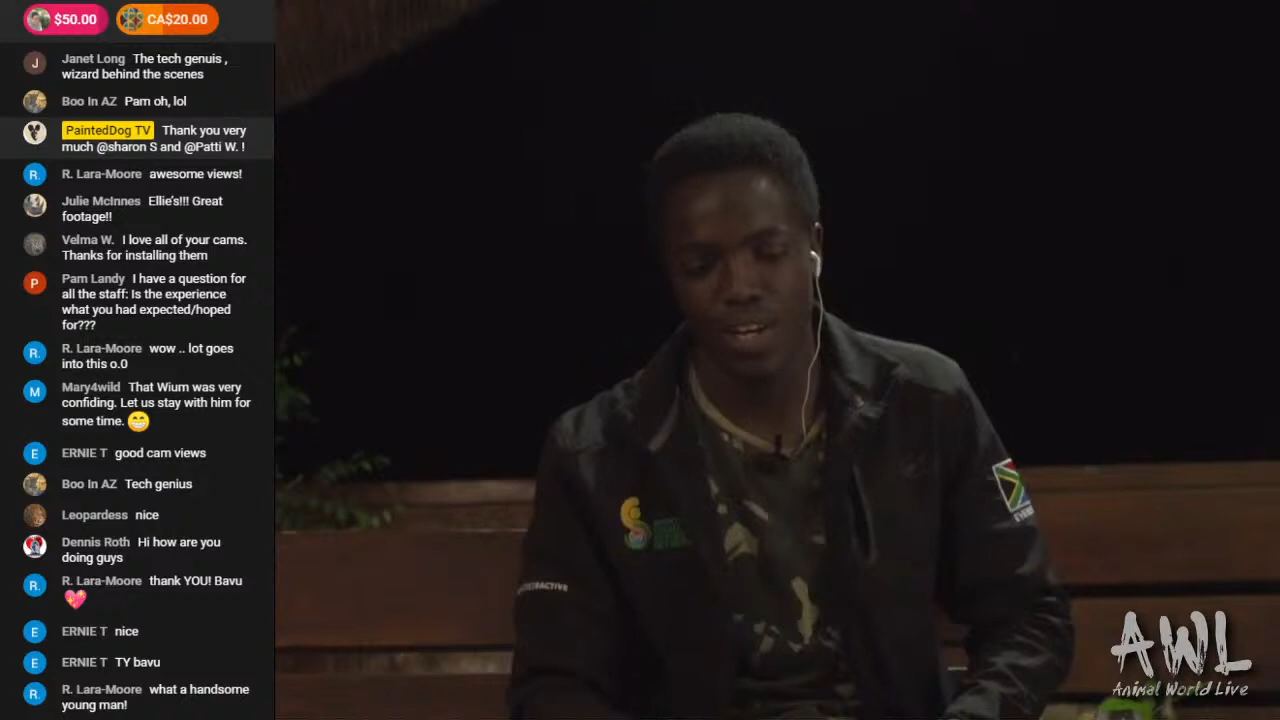 $50.00
CA$20.00
J
Janet Long The tech genuis ,
wizard behind the scenes
Boo In AZ Pam oh, lol
PaintedDog TV Thank you very
much @sharon S and @Patti W. !
R.
R. Lara-Moore awesome views!
Julie McInnes Ellie's!!! Great
footage!!
Velma W. I love all of your cams.
Thanks for installing them
P
Pam Landy I have a question for
all the staff: Is the experience
what you had expected/hoped
for???
R.
R. Lara-Moore wow .. lot goes
into this o.0
M
Mary4wild That Wium was very
confiding. Let us stay with him for
some time. 😁
E
ERNIE T good cam views
Boo In AZ Tech genius
Leopardess nice
Dennis Roth Hi how are you
doing guys
R.
R. Lara-Moore thank YOU! Bavu
💖
E
ERNIE T nice
E
ERNIE T TY bavu
R.
R. Lara-Moore what a handsome
young man!
AWL
Animal World Live